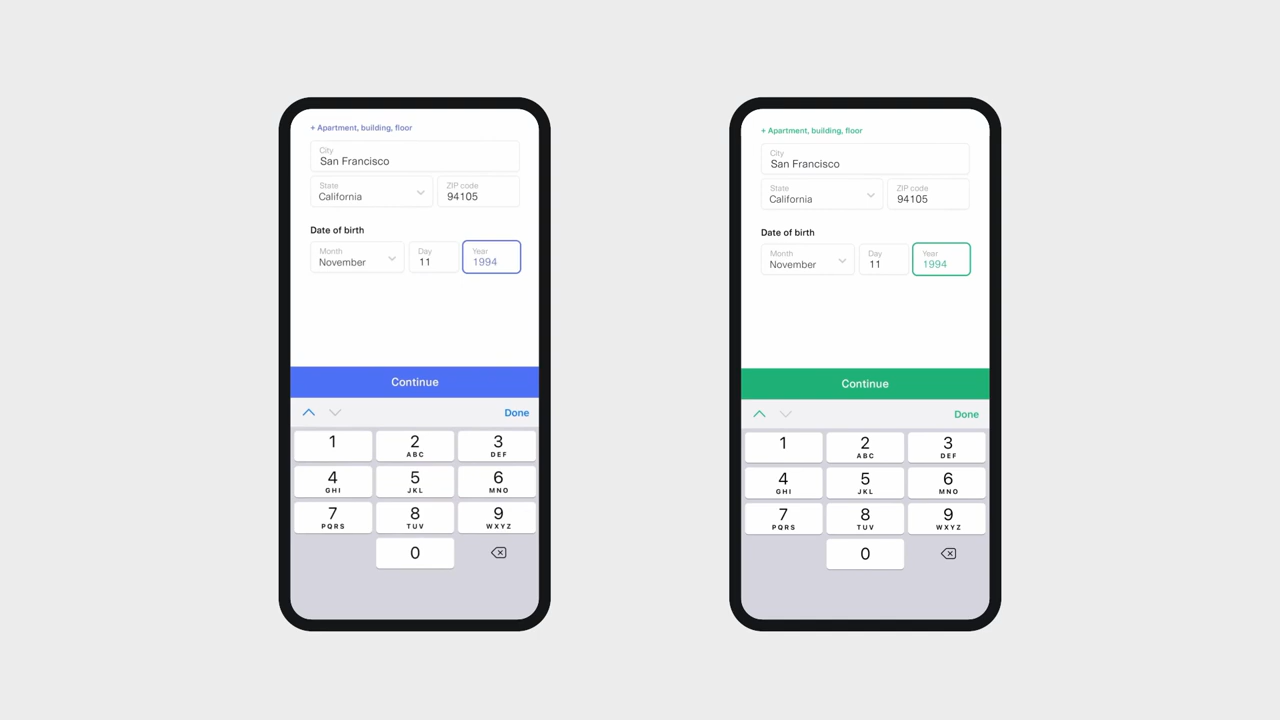 + Apartment, building, floor
City
San Francisco
State
California
ZIP code
94105
Date of birth
Month
November
Day
11
Year
1994
Continue
Done
1
2
ABC
3
DEF
4
GHI
5
JKL
6
MNO
7
PQRS
8
TUV
9
WXYZ
0
+ Apartment, building, floor
City
San Francisco
State
California
ZIP code
94105
Date of birth
Month
November
Day
11
Year
1994
Continue
Done
1
2
ABC
3
DEF
4
GHI
5
JKL
6
MNO
7
PQRS
8
TUV
9
WXYZ
0